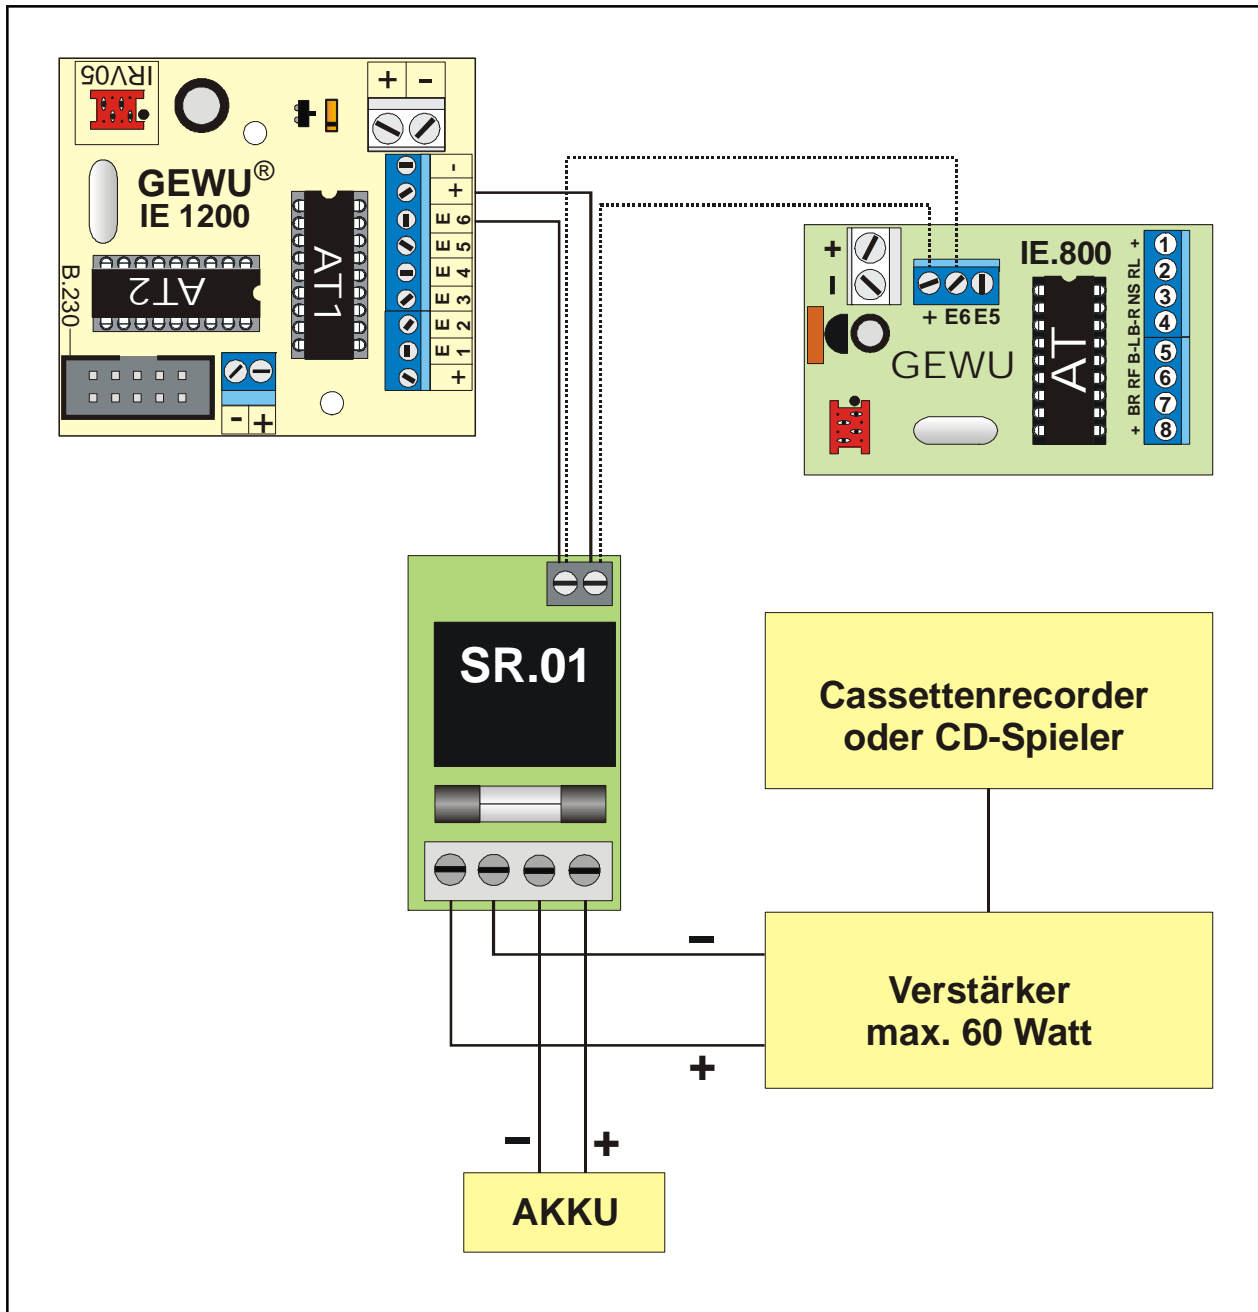 IRV05
+ -
GEWU®
IE 1200
AT1
AT2
B.230
- +
-
+
E 6
E 5
E 4
E 3
E 2
E 1
+
+
-
+ E6 E5
IE.800
GEWU
AT
+ RL NS B-R B-L RF BR +
1
2
3
4
5
6
7
8
SR.01
Cassettenrecorder
oder CD-Spieler
-
Verstärker
max. 60 Watt
+
- +
AKKU